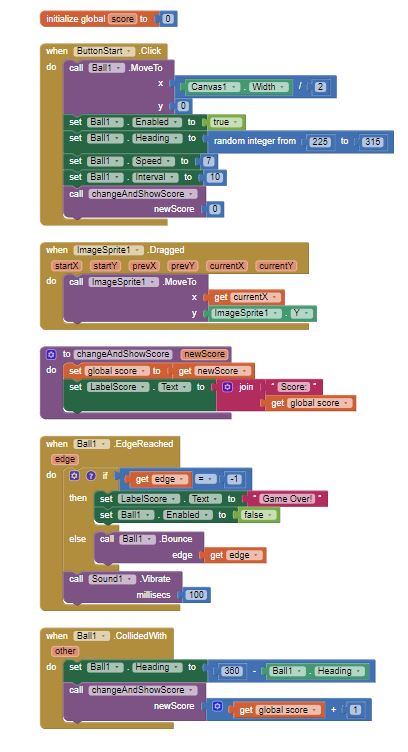 initialize global score to 0
when ButtonStart .Click
do call Ball1 .MoveTo
x Canvas1 . Width / 2
y 0
set Ball1 . Enabled to true
set Ball1 . Heading to random integer from 225 to 315
set Ball1 . Speed to 7
set Ball1 . Interval to 10
call changeAndShowScore
newScore 0
when ImageSprite1 .Dragged
startX startY prevX prevY currentX currentY
do call ImageSprite1 .MoveTo
x get currentX
y ImageSprite1 . Y
to changeAndShowScore newScore
do set global score to get newScore
set LabelScore . Text to join " Score: "
get global score
when Ball1 .EdgeReached
edge
do ? if get edge = -1
then set LabelScore . Text to " Game Over! "
set Ball1 . Enabled to false
else call Ball1 .Bounce
edge get edge
call Sound1 .Vibrate
millisecs 100
when Ball1 .CollidedWith
other
do set Ball1 . Heading to 360 - Ball1 . Heading
call changeAndShowScore
newScore get global score + 1